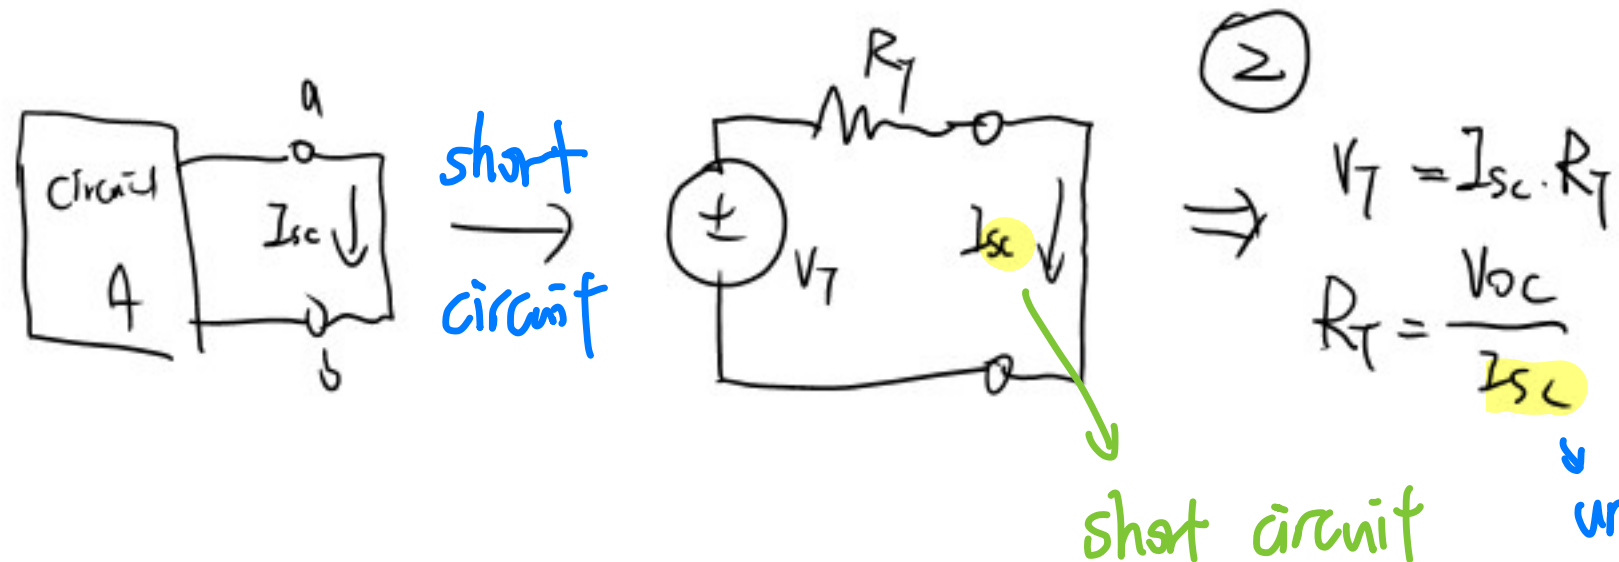 a
circuit
A
Isc
b
short
circuit
RT
±
VT
Isc
2
VT = Isc · RT
RT = Voc / Isc
short circuit